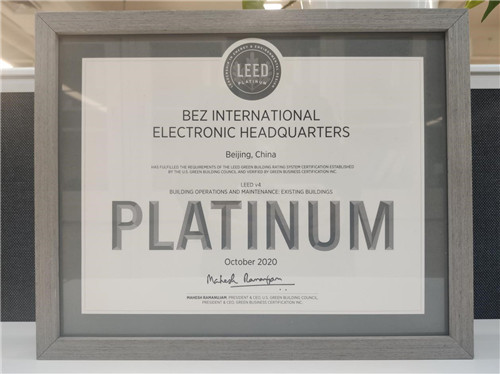 LEED
PLATINUM
BEZ INTERNATIONAL
ELECTRONIC HEADQUARTERS
Beijing, China
HAS FULFILLED THE REQUIREMENTS OF THE LEED GREEN BUILDING RATING SYSTEM CERTIFICATION ESTABLISHED
BY THE U.S. GREEN BUILDING COUNCIL AND VERIFIED BY GREEN BUSINESS CERTIFICATION INC.
LEED v4
BUILDING OPERATIONS AND MAINTENANCE: EXISTING BUILDINGS
PLATINUM
October 2020
Mahesh Ramanujam
MAHESH RAMANUJAM, PRESIDENT & CEO, U.S. GREEN BUILDING COUNCIL
PRESIDENT & CEO, GREEN BUSINESS CERTIFICATION INC.